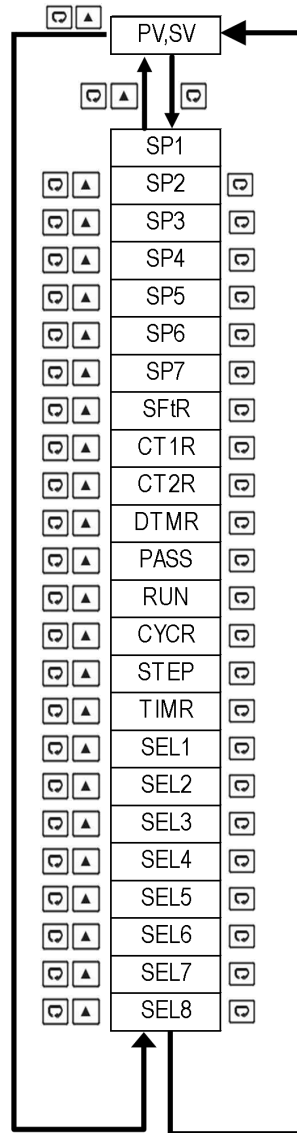 PV,SV
SP1
SP2
SP3
SP4
SP5
SP6
SP7
SFtR
CT1R
CT2R
DTMR
PASS
RUN
CYCR
STEP
TIMR
SEL1
SEL2
SEL3
SEL4
SEL5
SEL6
SEL7
SEL8